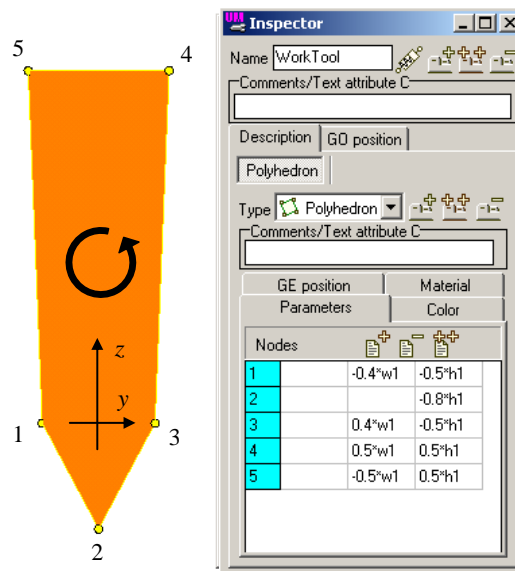 5
4
z
y
1
3
2
UM Inspector
Name WorkTool
Comments/Text attribute C
Description GO position
Polyhedron
Type Polyhedron
Comments/Text attribute C
GE position Material
Parameters Color
Nodes
1 -0.4*w1 -0.5*h1
2 -0.8*h1
3 0.4*w1 -0.5*h1
4 0.5*w1 0.5*h1
5 -0.5*w1 0.5*h1